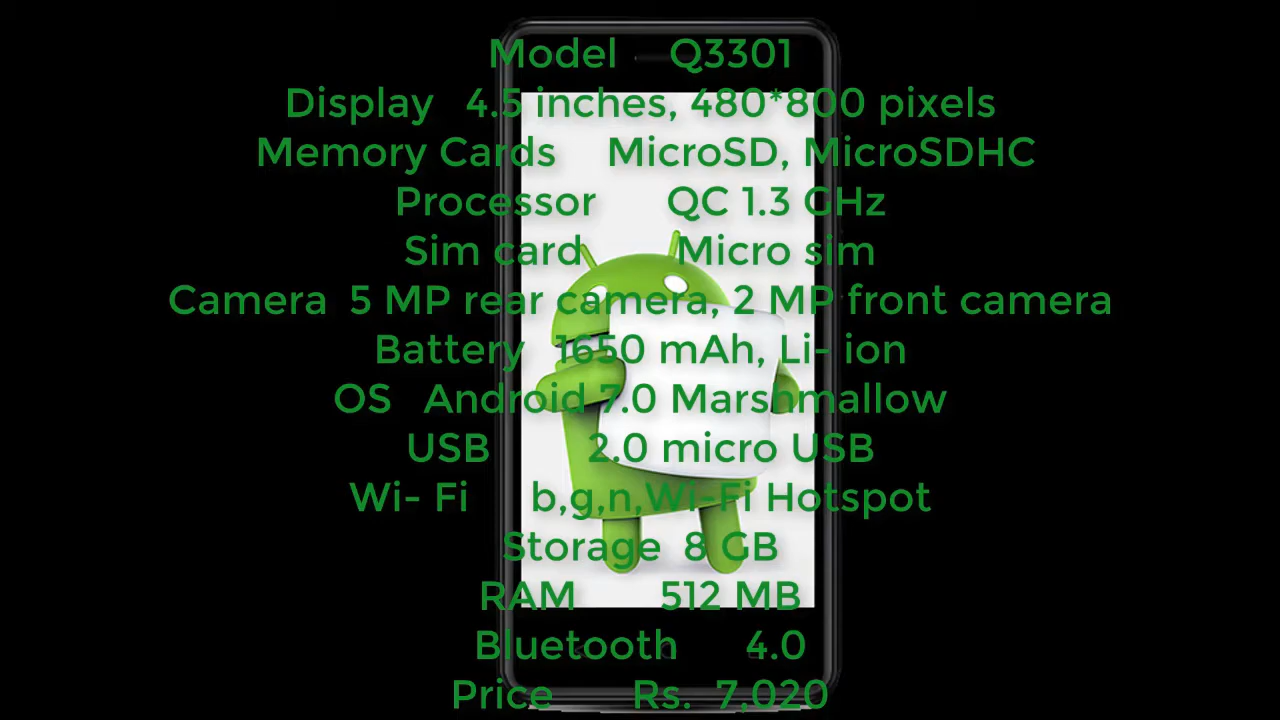 Model Q3301
Display 4.5 inches, 480*800 pixels
Memory Cards MicroSD, MicroSDHC
Processor QC 1.3 GHz
Sim card Micro sim
Camera 5 MP rear camera, 2 MP front camera
Battery 1650 mAh, Li- ion
OS Android 7.0 Marshmallow
USB 2.0 micro USB
Wi- Fi b,g,n,Wi-Fi Hotspot
Storage 8 GB
RAM 512 MB
Bluetooth 4.0
Price Rs. 7,020